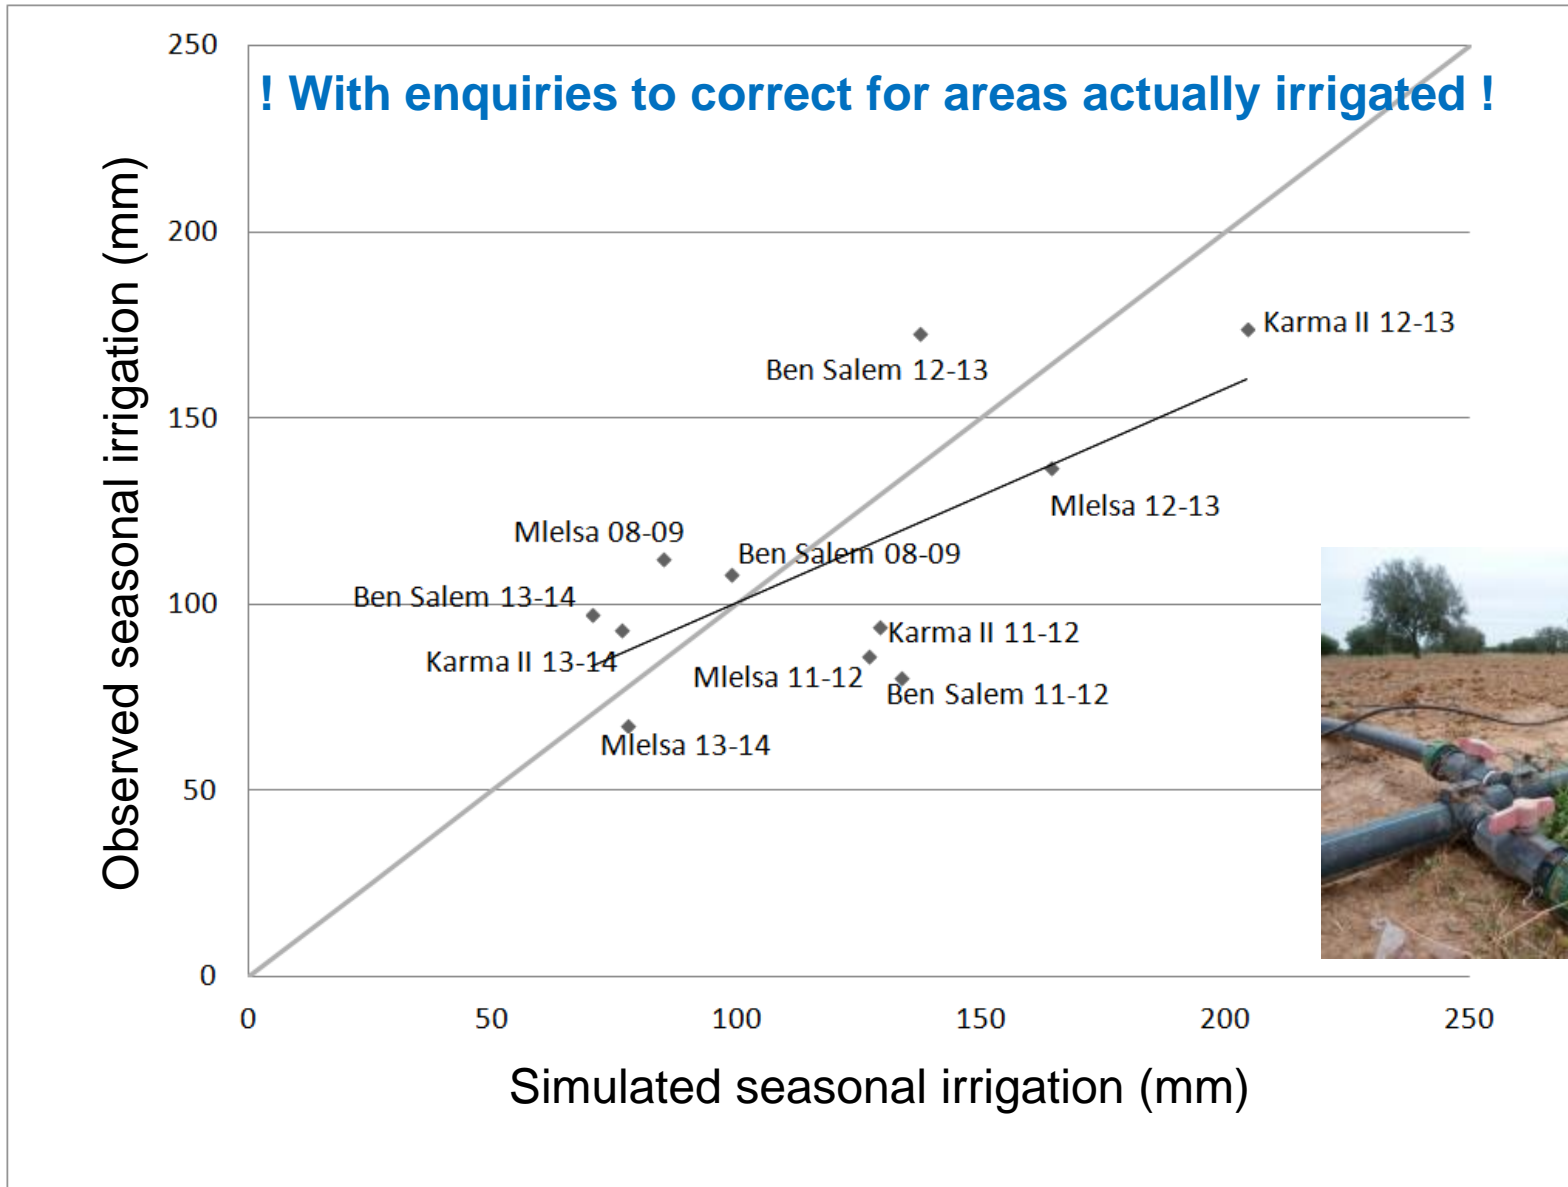 ! With enquiries to correct for areas actually irrigated !
Observed seasonal irrigation (mm)
250
200
150
100
50
0
Karma II 12-13
Ben Salem 12-13
Mlelsa 12-13
Mlelsa 08-09
Ben Salem 08-09
Ben Salem 13-14
Karma II 11-12
Karma II 13-14
Mlelsa 11-12
Ben Salem 11-12
Mlelsa 13-14
0 50 100 150 200 250
Simulated seasonal irrigation (mm)